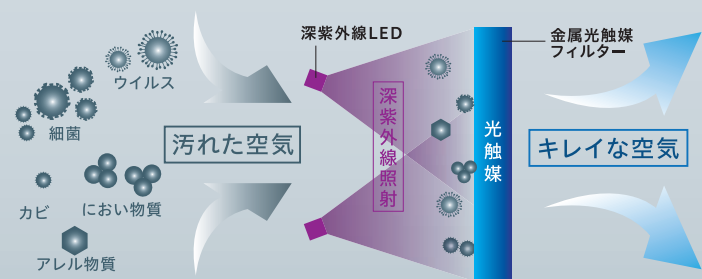 ウイルス
細菌
カビ
におい物質
アレル物質
汚れた空気
深紫外線LED
深紫外線照射
光触媒
金属光触媒
フィルター
キレイな空気